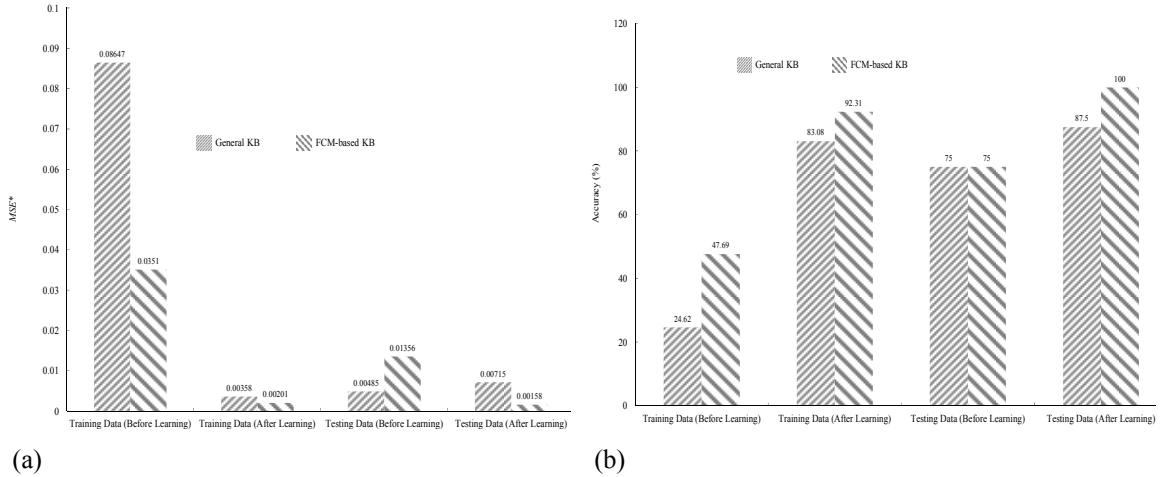 0.1
0.09
0.08
0.07
0.06
0.05
0.04
0.03
0.02
0.01
0
MSE*
0.08647
0.0351
0.00358
0.00201
0.00485
0.01356
0.00715
0.00158
General KB
FCM-based KB
Training Data (Before Learning)
Training Data (After Learning)
Testing Data (Before Learning)
Testing Data (After Learning)
(a)
120
100
80
60
40
20
0
Accuracy (%)
24.62
47.69
83.08
92.31
75
75
87.5
100
General KB
FCM-based KB
Training Data (Before Learning)
Training Data (After Learning)
Testing Data (Before Learning)
Testing Data (After Learning)
(b)